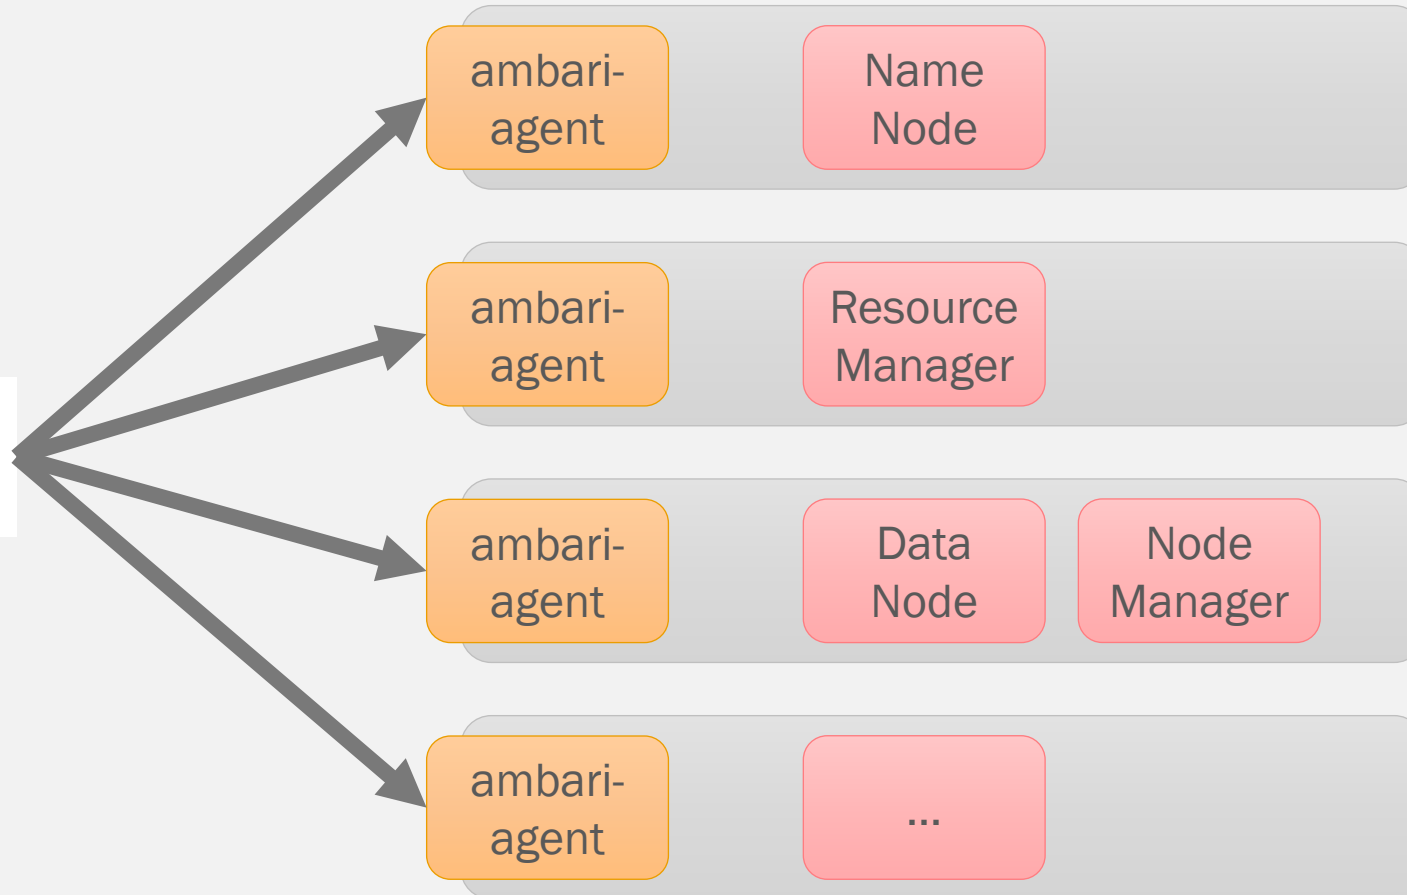 ambari-
agent
Name
Node
ambari-
agent
Resource
Manager
ambari-
agent
Data
Node
Node
Manager
ambari-
agent
...